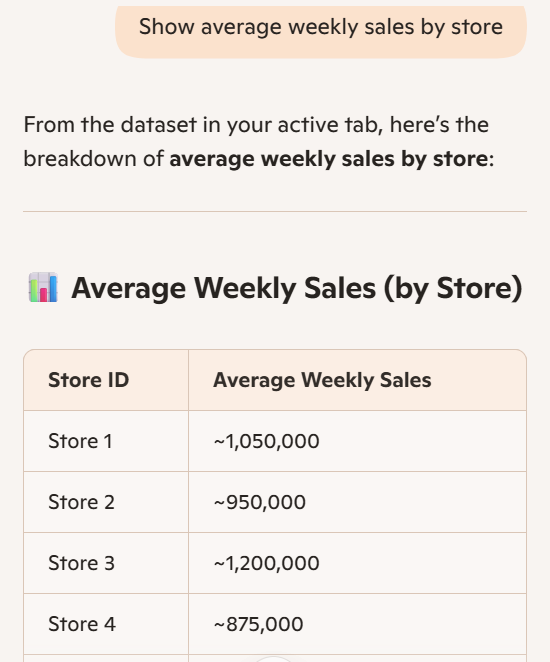 Show average weekly sales by store
From the dataset in your active tab, here’s the
breakdown of average weekly sales by store:
📊 Average Weekly Sales (by Store)
Store ID Average Weekly Sales
Store 1 ~1,050,000
Store 2 ~950,000
Store 3 ~1,200,000
Store 4 ~875,000